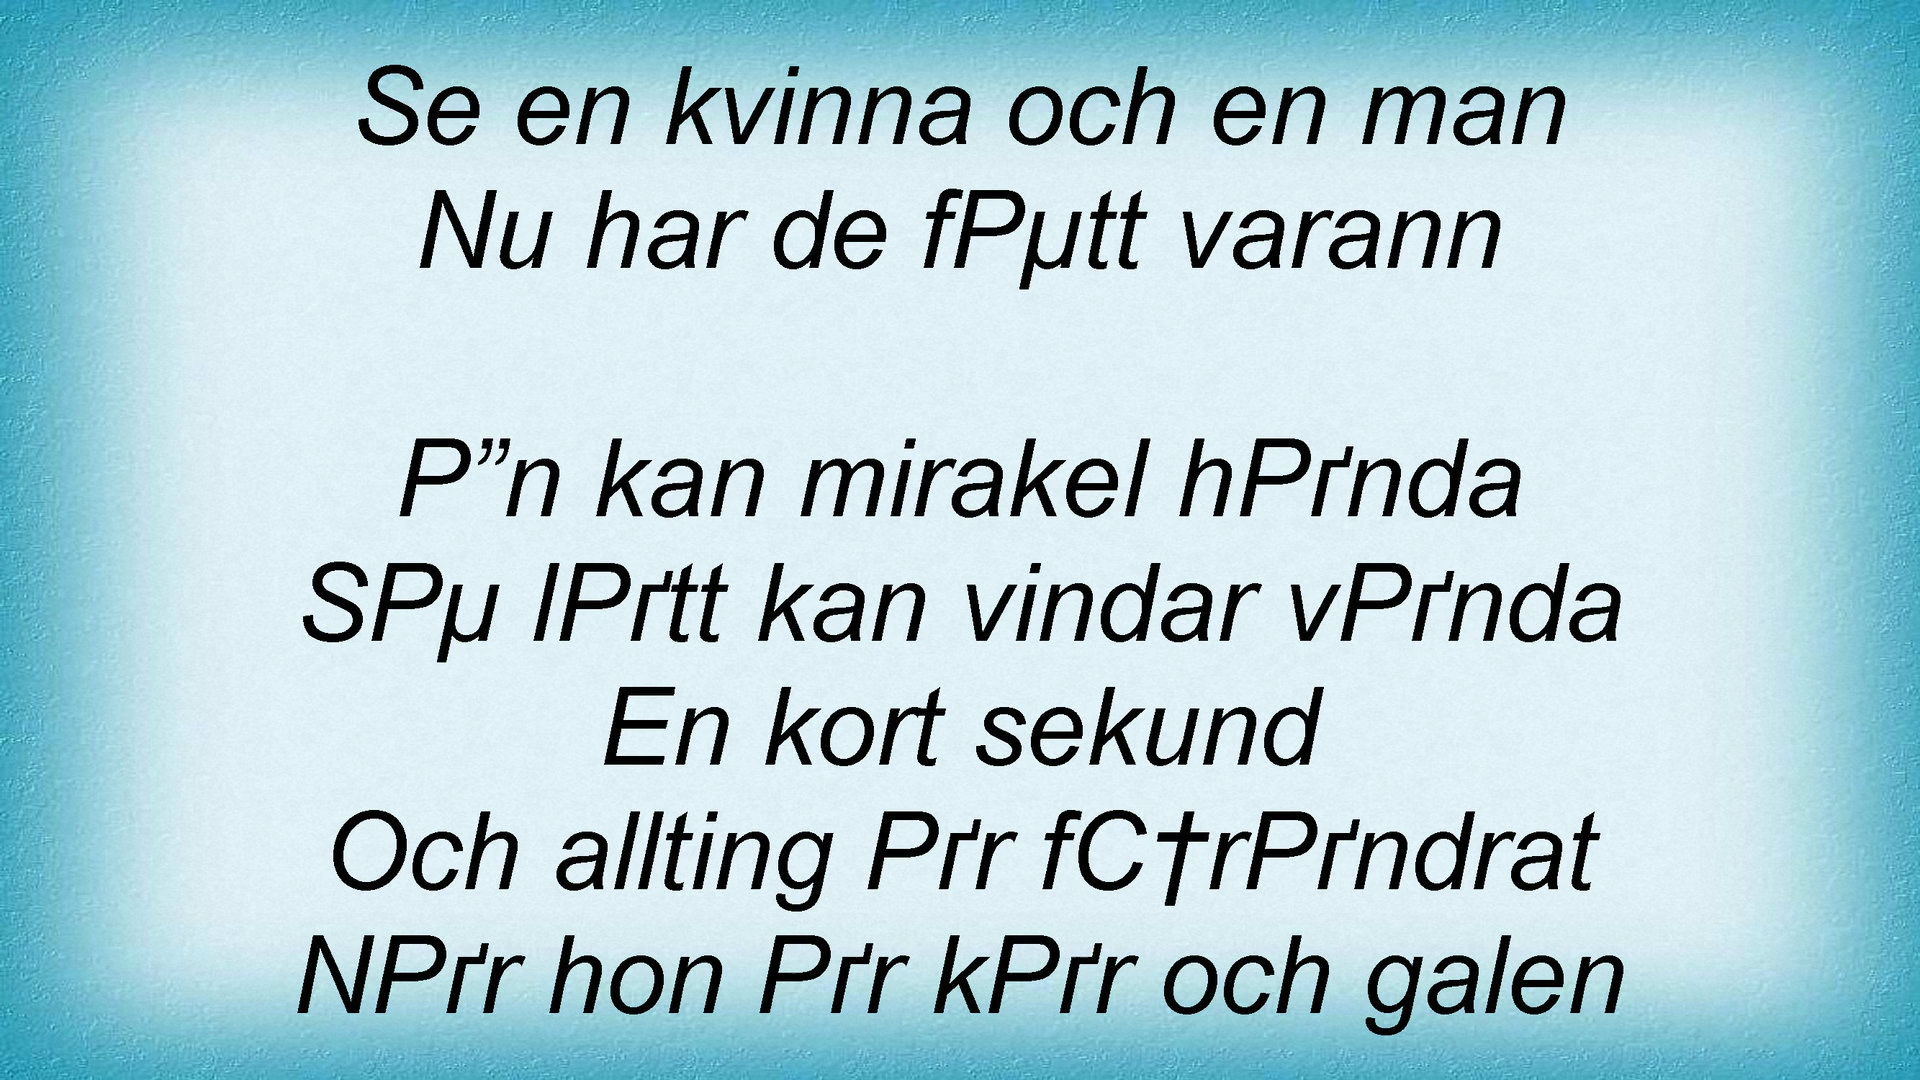 Se en kvinna och en man
Nu har de fPµtt varann
P”n kan mirakel hPґnda
SPµ lPґtt kan vindar vPґnda
En kort sekund
Och allting Pґr fC†rPґndrat
NPґr hon Pґr kPґr och galen